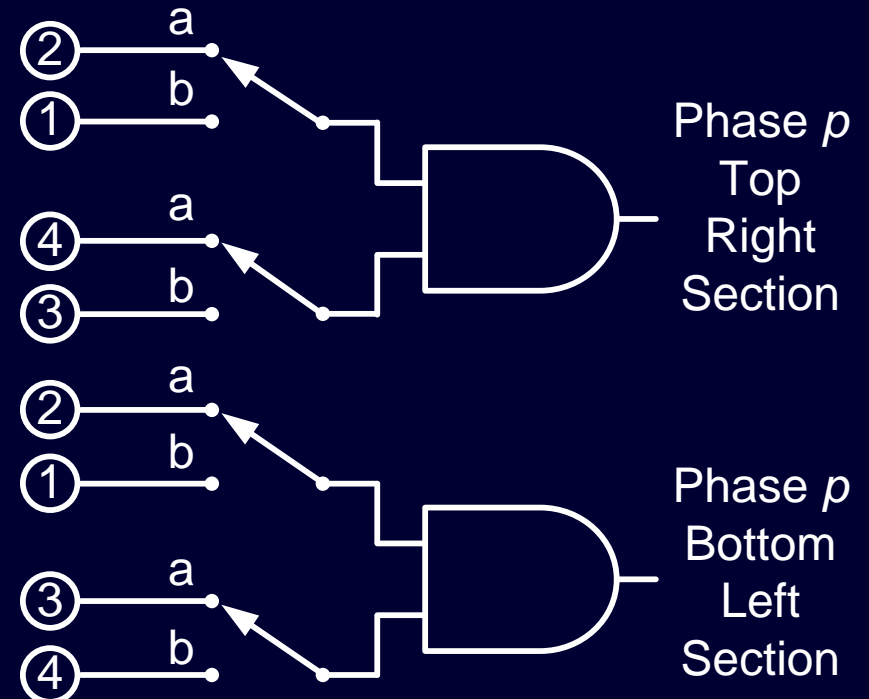 2 a
1 b
4 a
3 b
Phase p
Top
Right
Section
2 a
1 b
3 a
4 b
Phase p
Bottom
Left
Section